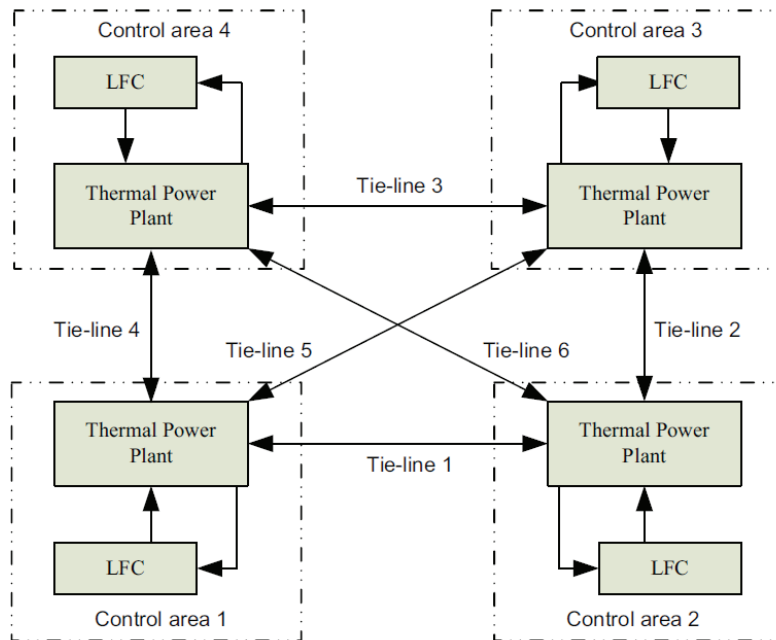 Control area 4
LFC
Thermal Power
Plant
Control area 3
LFC
Thermal Power
Plant
Tie-line 3
Tie-line 4
Tie-line 5
Tie-line 6
Tie-line 2
Thermal Power
Plant
LFC
Control area 1
Tie-line 1
Thermal Power
Plant
LFC
Control area 2